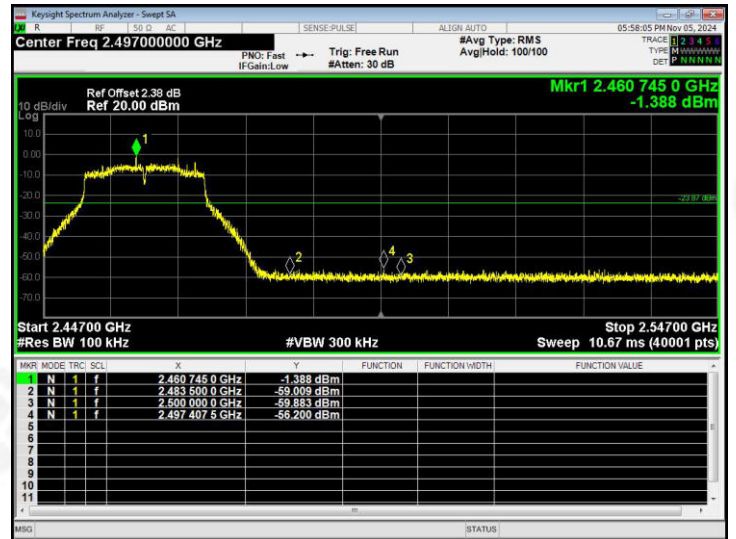 Keysight Spectrum Analyzer - Swept SA
R RF 50 Ω AC SENSE:PULSE ALIGN AUTO 05:58:05 PM Nov 05, 2024
Center Freq 2.497000000 GHz
PNO: Fast
IFGain:Low
Trig: Free Run
#Atten: 30 dB
#Avg Type: RMS
Avg|Hold: 100/100
TRACE 1 2 3 4 5 6
TYPE M
DET P N N N N N
Mkr1 2.460 745 0 GHz
-1.388 dBm
Ref Offset 2.38 dB
10 dB/div Ref 20.00 dBm
Log
10.0
0.00
-10.0
-20.0
-30.0
-40.0
-50.0
-60.0
-70.0
1
2
4
3
-23.87 dBm
Start 2.44700 GHz Stop 2.54700 GHz
#Res BW 100 kHz #VBW 300 kHz Sweep 10.67 ms (40001 pts)
MKR MODE TRC SCL X Y FUNCTION FUNCTION WIDTH FUNCTION VALUE
1 N 1 f 2.460 745 0 GHz -1.388 dBm
2 N 1 f 2.483 500 0 GHz -59.009 dBm
3 N 1 f 2.500 000 0 GHz -59.883 dBm
4 N 1 f 2.497 407 5 GHz -56.200 dBm
5
6
7
8
9
10
11
MSG STATUS